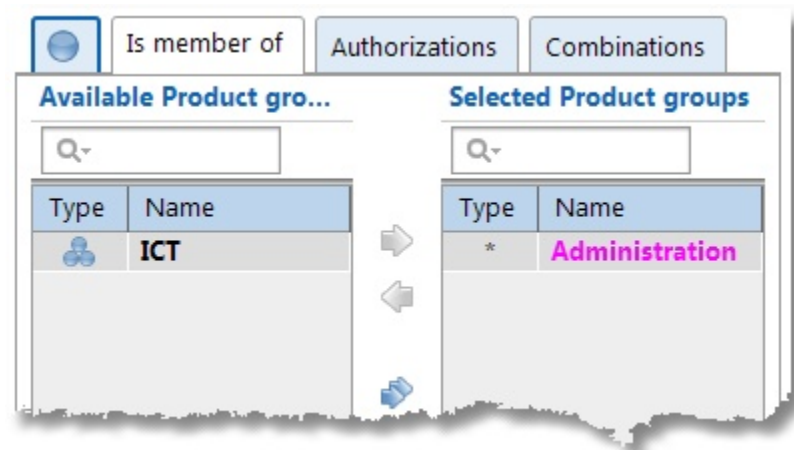 Is member of Authorizations Combinations
Available Product gro... Selected Product groups
Type Name Type Name
ICT * Administration